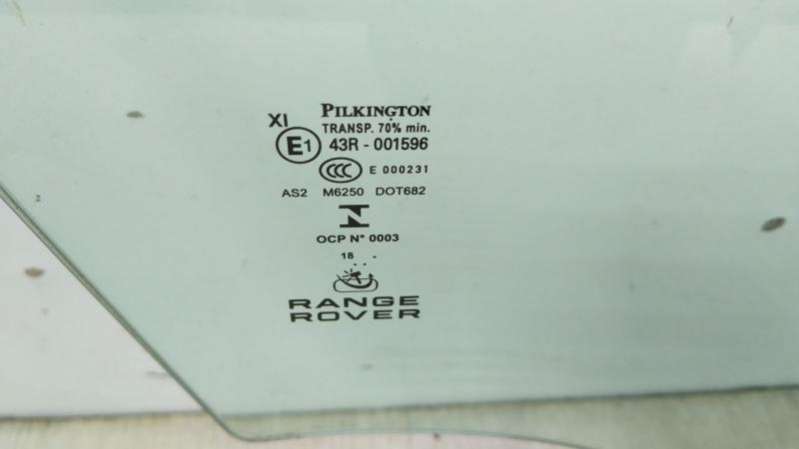 PILKINGTON
XI TRANSP. 70% min.
E1 43R - 001596
CCC E 000231
AS2 M6250 DOT682
N
OCP N° 0003
18
RANGE
ROVER